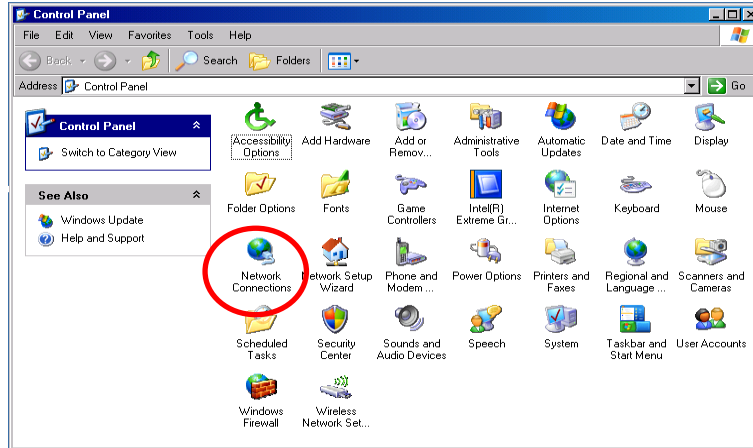 Control Panel
File Edit View Favorites Tools Help
Back Search Folders
Address Control Panel Go
Control Panel
Switch to Category View
See Also
Windows Update
Help and Support
Accessibility Options
Add Hardware
Add or Remov...
Administrative Tools
Automatic Updates
Date and Time
Display
Folder Options
Fonts
Game Controllers
Intel(R) Extreme Gr...
Internet Options
Keyboard
Mouse
Network Connections
Network Setup Wizard
Phone and Modem ...
Power Options
Printers and Faxes
Regional and Language ...
Scanners and Cameras
Scheduled Tasks
Security Center
Sounds and Audio Devices
Speech
System
Taskbar and Start Menu
User Accounts
Windows Firewall
Wireless Network Set...